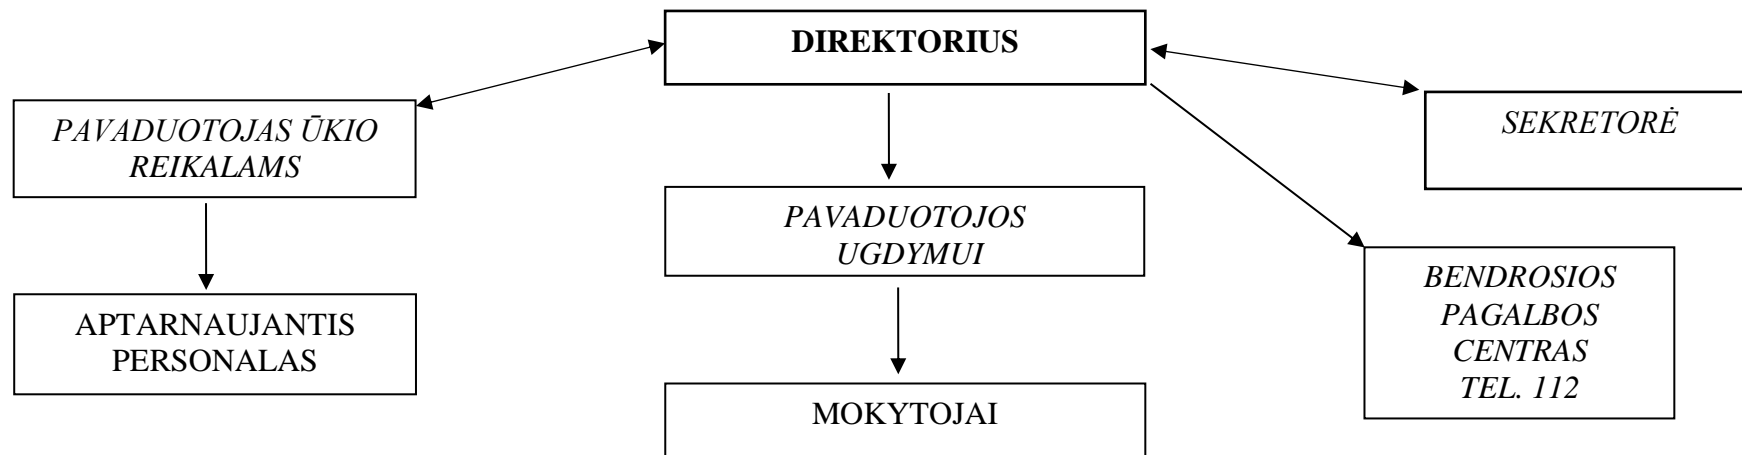 DIREKTORIUS
PAVADUOTOJAS ŪKIO
REIKALAMS
SEKRETORĖ
PAVADUOTOJOS
UGDYMUI
BENDROSIOS
PAGALBOS
CENTRAS
TEL. 112
APTARNAUJANTIS
PERSONALAS
MOKYTOJAI